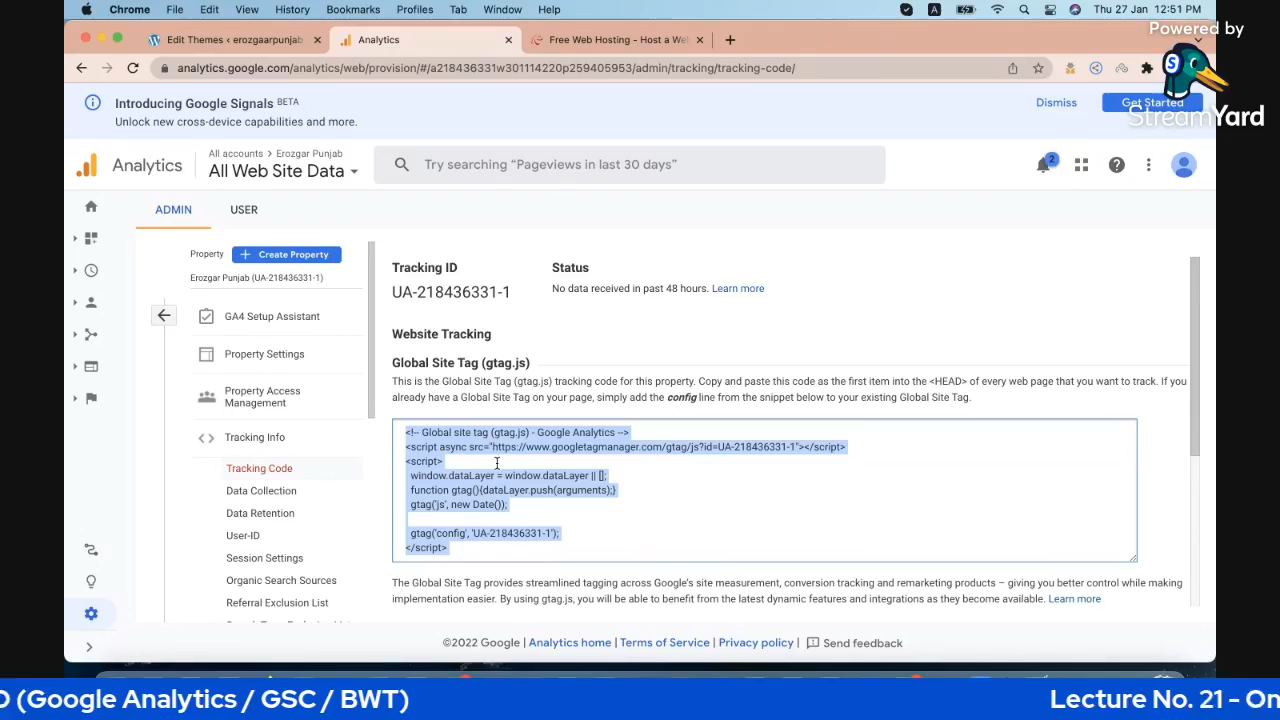 Chrome File Edit View History Bookmarks Profiles Tab Window Help A Thu 27 Jan 12:51 PM
Powered by
StreamYard
Edit Themes < erozgaarpunjab Analytics Free Web Hosting - Host a We
analytics.google.com/analytics/web/provision/#/a218436331w301114220p259405953/admin/tracking/tracking-code/
Introducing Google Signals BETA
Unlock new cross-device capabilities and more.
Dismiss Get Started
Analytics
All accounts > Erozgar Punjab
All Web Site Data
Try searching “Pageviews in last 30 days”
2
ADMIN USER
Property + Create Property
Erozgar Punjab (UA-218436331-1)
GA4 Setup Assistant
Property Settings
Property Access
Management
Tracking Info
Tracking Code
Data Collection
Data Retention
User-ID
Session Settings
Organic Search Sources
Referral Exclusion List
Tracking ID
UA-218436331-1
Status
No data received in past 48 hours. Learn more
Website Tracking
Global Site Tag (gtag.js)
This is the Global Site Tag (gtag.js) tracking code for this property. Copy and paste this code as the first item into the <HEAD> of every web page that you want to track. If you
already have a Global Site Tag on your page, simply add the config line from the snippet below to your existing Global Site Tag.
<!-- Global site tag (gtag.js) - Google Analytics -->
<script async src="https://www.googletagmanager.com/gtag/js?id=UA-218436331-1"></script>
<script>
window.dataLayer = window.dataLayer || [];
function gtag(){dataLayer.push(arguments);}
gtag('js', new Date());
gtag('config', 'UA-218436331-1');
</script>
The Global Site Tag provides streamlined tagging across Google’s site measurement, conversion tracking and remarketing products – giving you better control while making
implementation easier. By using gtag.js, you will be able to benefit from the latest dynamic features and integrations as they become available. Learn more
©2022 Google | Analytics home | Terms of Service | Privacy policy | Send feedback
O (Google Analytics / GSC / BWT) Lecture No. 21 - On